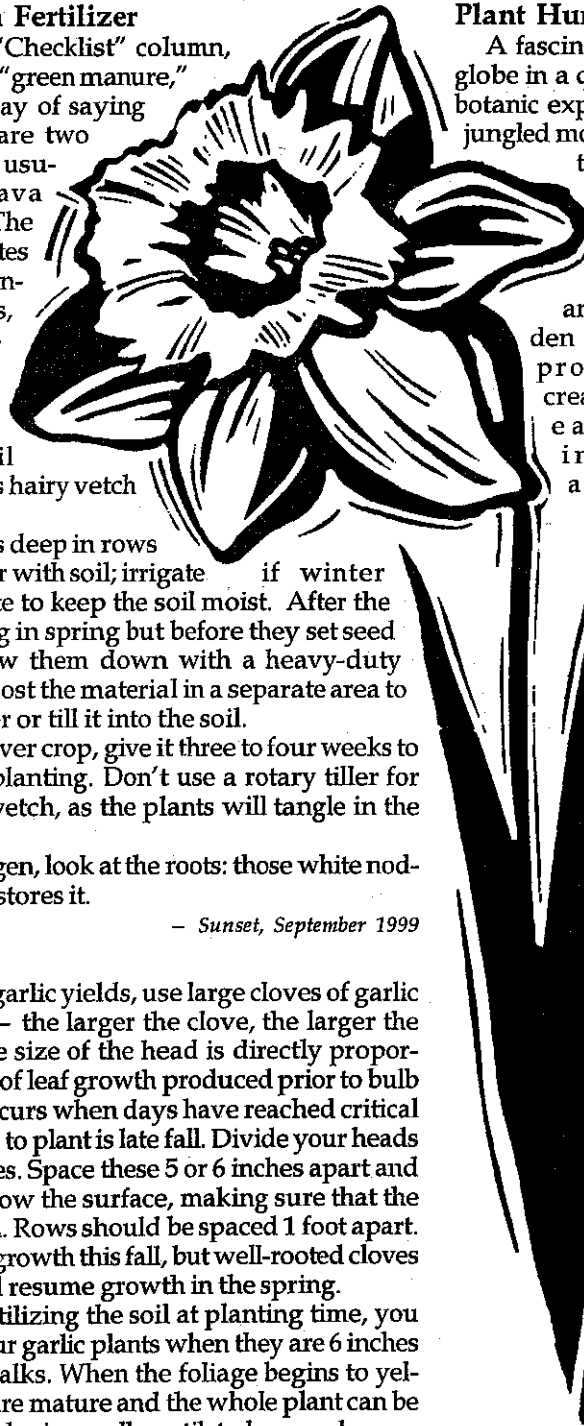 Fertilizer
"Checklist" column,
"green manure,"
ay of saying
are two
usu-
ava
The
tes
n-
s,
il
s hairy vetch
s deep in rows
r with soil; irrigate if winter
te to keep the soil moist. After the
g in spring but before they set seed
w them down with a heavy-duty
ost the material in a separate area to
r or till it into the soil.
ver crop, give it three to four weeks to
planting. Don't use a rotary tiller for
vetch, as the plants will tangle in the
gen, look at the roots: those white nod-
stores it.
– Sunset, September 1999
garlic yields, use large cloves of garlic
– the larger the clove, the larger the
e size of the head is directly propor-
of leaf growth produced prior to bulb
curs when days have reached critical
to plant is late fall. Divide your heads
es. Space these 5 or 6 inches apart and
ow the surface, making sure that the
. Rows should be spaced 1 foot apart.
growth this fall, but well-rooted cloves
l resume growth in the spring.
tilizing the soil at planting time, you
ur garlic plants when they are 6 inches
alks. When the foliage begins to yel-
re mature and the whole plant can be
Plant Hu
A fascin
globe in a c
botanic exp
jungled mo
t
ar
den
pro
crea
e a
i r
a